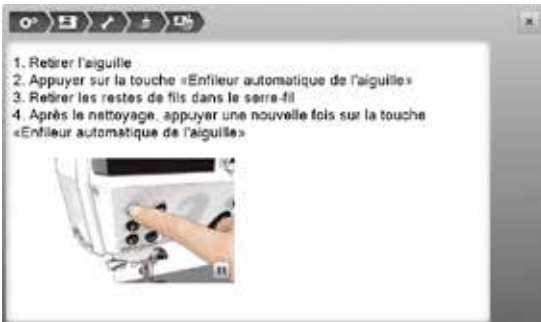 1. Retirer l'aiguille
2. Appuyer sur la touche «Enfileur automatique de l'aiguille»
3. Retirer les restes de fils dans le serre-fil
4. Après le nettoyage, appuyer une nouvelle fois sur la touche
«Enfileur automatique de l'aiguille»